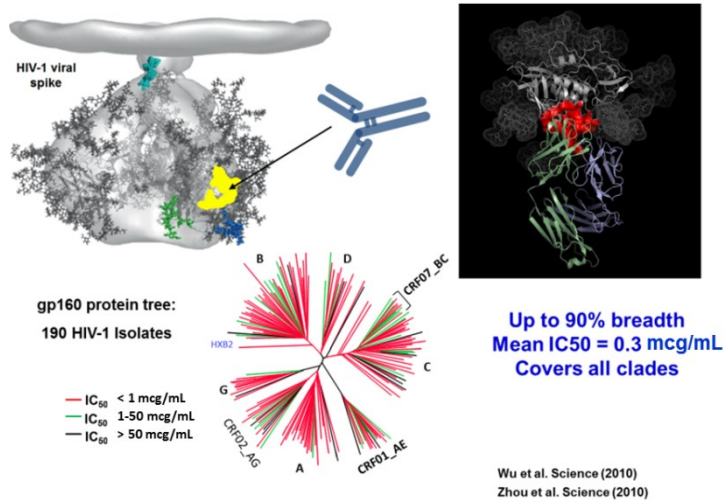 HIV-1 viral
spike
gp160 protein tree:
190 HIV-1 Isolates
IC50 < 1 mcg/mL
IC50 1-50 mcg/mL
IC50 > 50 mcg/mL
B
D
CRF07_BC
HXB2
C
G
CRF02_AG
A
CRF01_AE
Up to 90% breadth
Mean IC50 = 0.3 mcg/mL
Covers all clades
Wu et al. Science (2010)
Zhou et al. Science (2010)